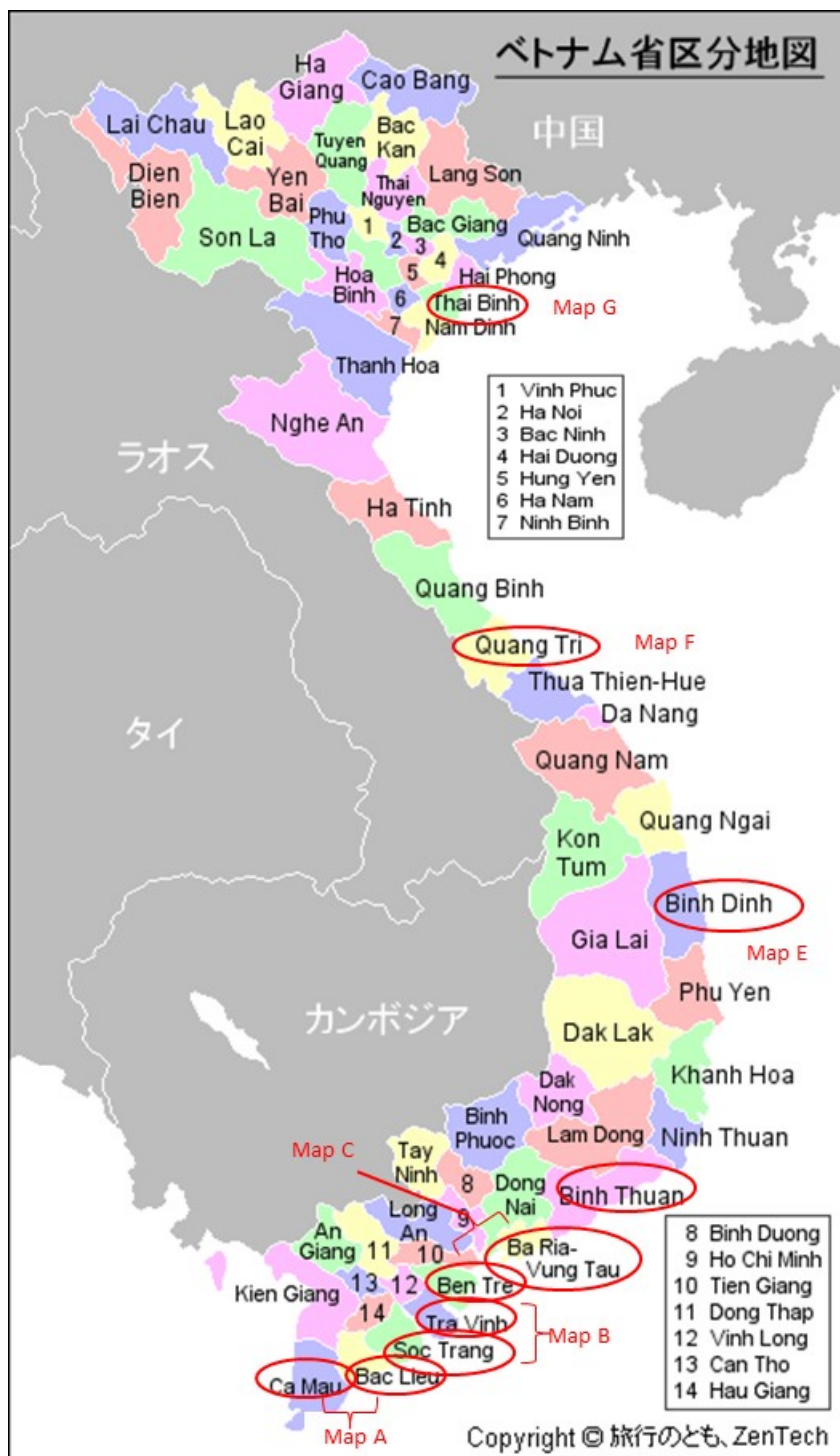 ベトナム省区分地図
Ha
Giang
Cao Bang
中国
Lai Chau
Lao
Cai
Tuyen
Quang
Bac
Kan
Dien
Bien
Yen
Bai
Thai
Nguyen
Lang Son
Son La
Phu
Tho
1
2
3
Bac Giang
Quang Ninh
Hoa
Binh
5
4
Hai Phong
6
Thai Binh
Map G
7
Nam Dinh
Thanh Hoa
1 Vinh Phuc
2 Ha Noi
3 Bac Ninh
4 Hai Duong
5 Hung Yen
6 Ha Nam
7 Ninh Binh
Nghe An
ラオス
Ha Tinh
Quang Binh
Quang Tri
Map F
Thua Thien-Hue
Da Nang
タイ
Quang Nam
Quang Ngai
Kon
Tum
Binh Dinh
Map E
Gia Lai
Phu Yen
カンボジア
Dak Lak
Khanh Hoa
Dak
Nong
Binh
Phuoc
Lam Dong
Ninh Thuan
Map C
Tay
Ninh
8
Dong
Nai
Binh Thuan
Long
An
9
An
Giang
11
10
Ba Ria-
Vung Tau
Kien Giang
13
12
Ben Tre
14
Tra Vinh
Map B
Soc Trang
Ca Mau
Bac Lieu
Map A
8 Binh Duong
9 Ho Chi Minh
10 Tien Giang
11 Dong Thap
12 Vinh Long
13 Can Tho
14 Hau Giang
Copyright © 旅行のとも、ZenTech